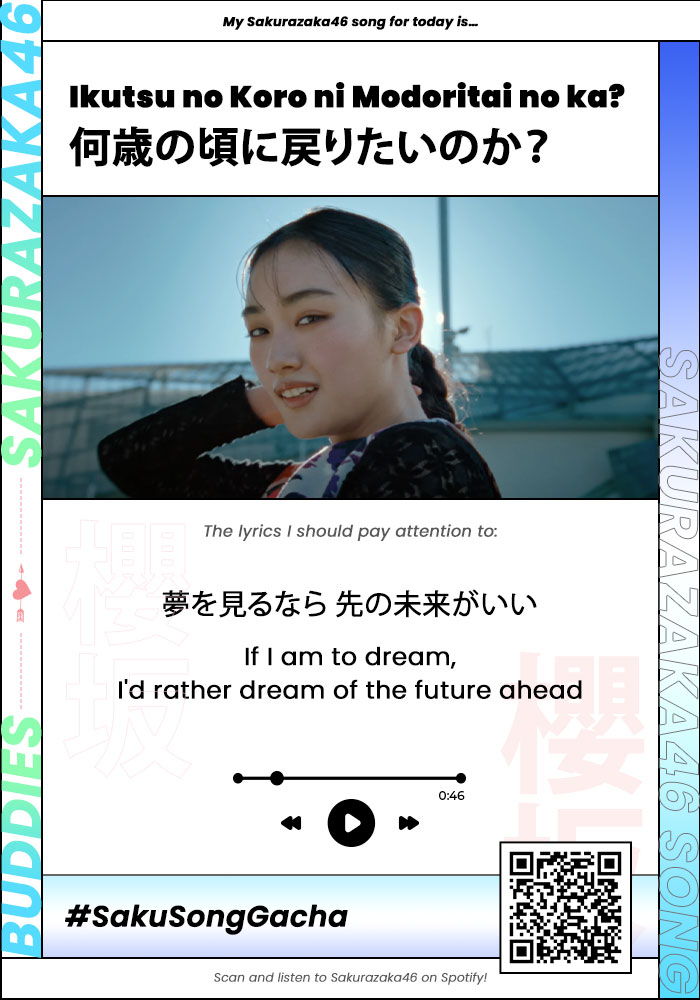 My Sakurazaka46 song for today is...
Ikutsu no Koro ni Modoritai no ka?
何歳の頃に戻りたいのか？
The lyrics I should pay attention to:
夢を見るなら 先の未来がいい
If I am to dream,
I'd rather dream of the future ahead
0:46
#SakuSongGacha
Scan and listen to Sakurazaka46 on Spotify!
SAKURAZAKA46
BUDDIES
SAKURAZAKA46 SONG
櫻坂
櫻坂